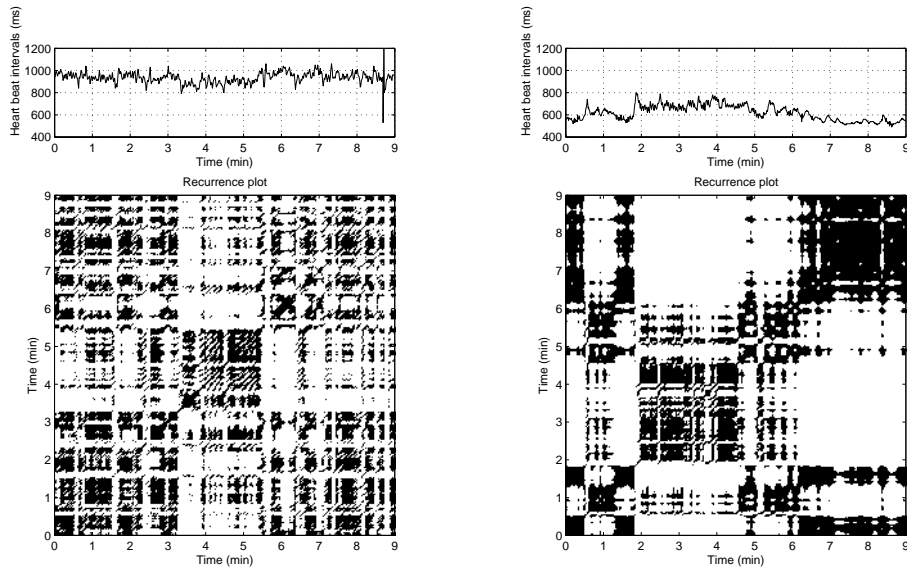 Heart beat intervals (ms)
1200
1000
800
600
400
0 1 2 3 4 5 6 7 8 9
Time (min)
Recurrence plot
Time (min)
9
8
7
6
5
4
3
2
1
0
0 1 2 3 4 5 6 7 8 9
Time (min)
Heart beat intervals (ms)
1200
1000
800
600
400
0 1 2 3 4 5 6 7 8 9
Time (min)
Recurrence plot
Time (min)
9
8
7
6
5
4
3
2
1
0
0 1 2 3 4 5 6 7 8 9
Time (min)